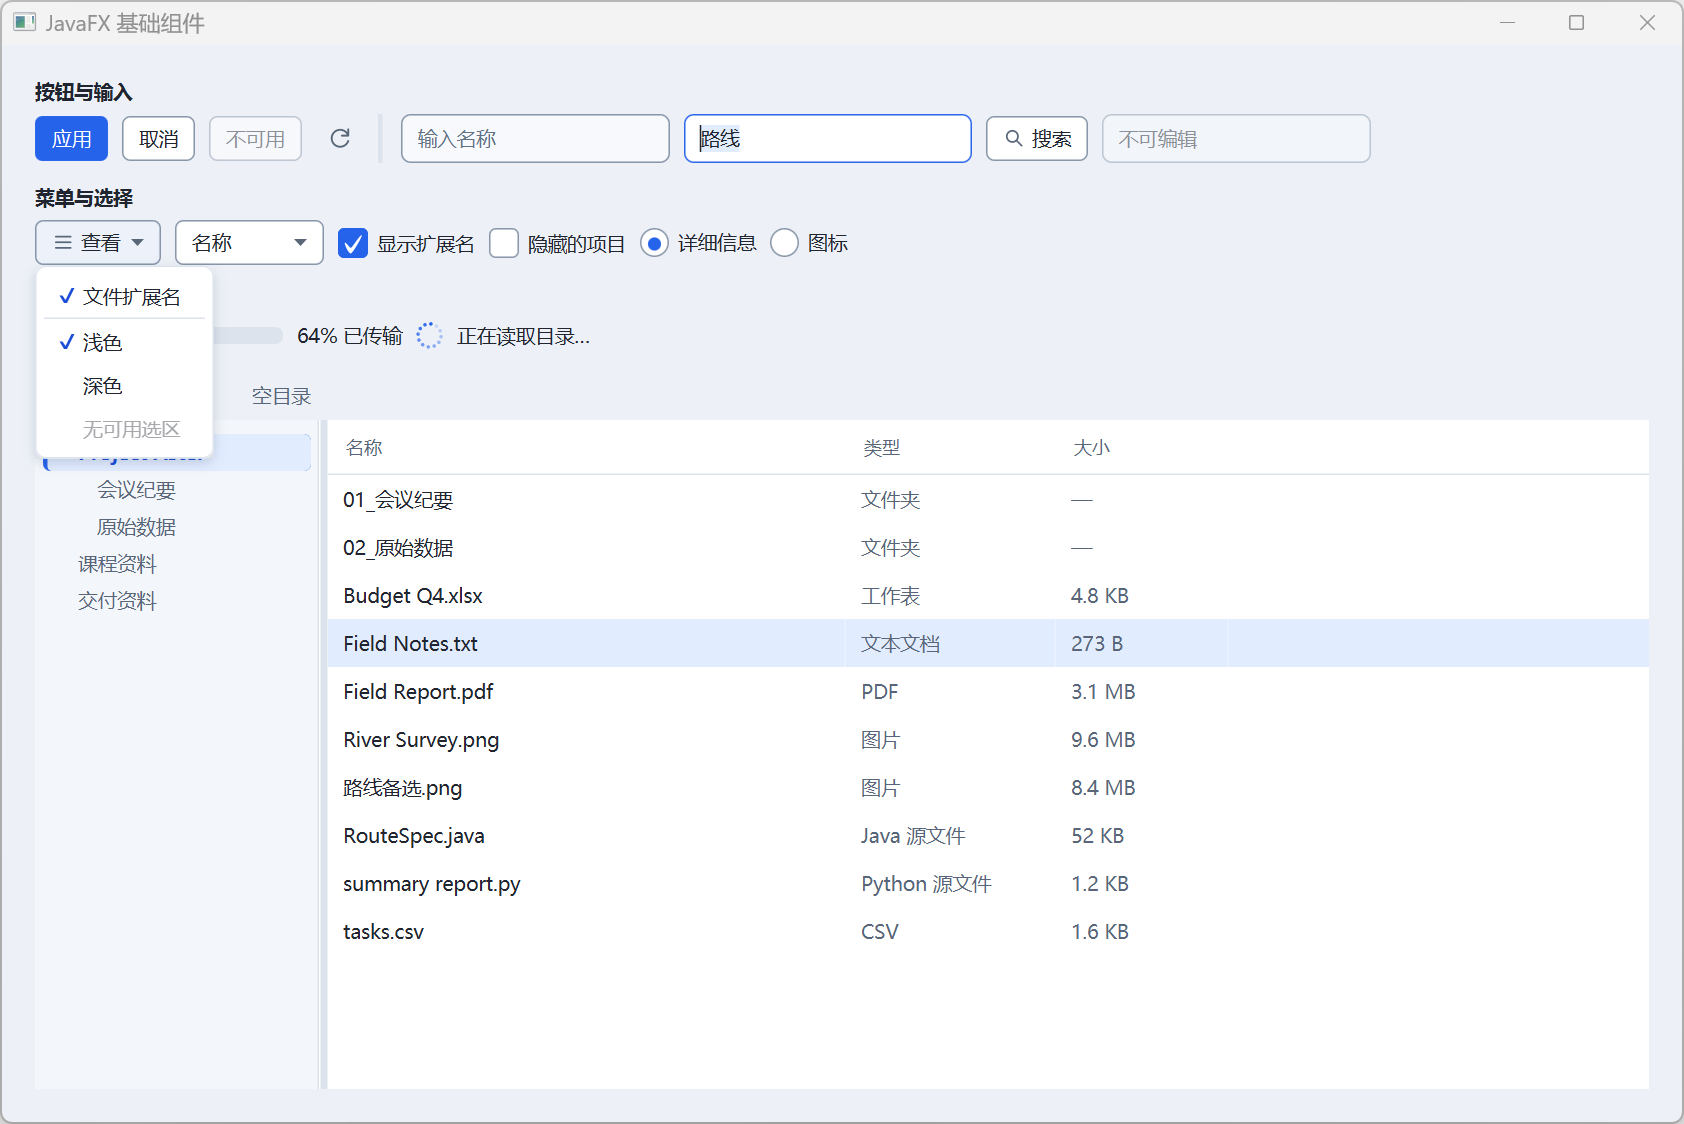 JavaFX 基础组件
按钮与输入
应用 取消 不可用 输入名称 路线 搜索 不可编辑
菜单与选择
查看 名称 显示扩展名 隐藏的项目 详细信息 图标
文件扩展名
浅色
深色
无可用选区
64% 已传输 正在读取目录...
空目录
会议纪要
原始数据
课程资料
交付资料
名称 类型 大小
01_会议纪要 文件夹 —
02_原始数据 文件夹 —
Budget Q4.xlsx 工作表 4.8 KB
Field Notes.txt 文本文档 273 B
Field Report.pdf PDF 3.1 MB
River Survey.png 图片 9.6 MB
路线备选.png 图片 8.4 MB
RouteSpec.java Java 源文件 52 KB
summary report.py Python 源文件 1.2 KB
tasks.csv CSV 1.6 KB